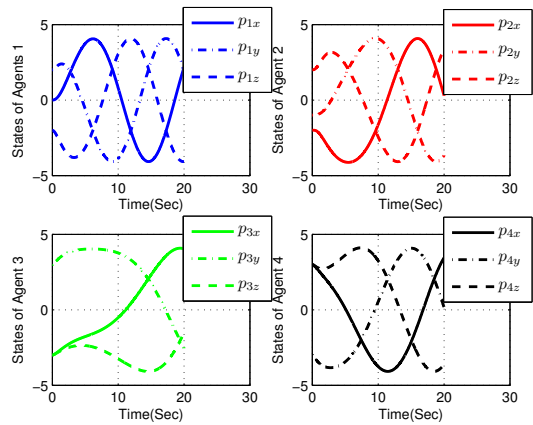 5
0
−5
0
10
20
30
States of Agents 1
Time(Sec)
p1x
p1y
p1z
5
0
−5
0
10
20
30
States of Agent 2
Time(Sec)
p2x
p2y
p2z
5
0
−5
0
10
20
30
States of Agent 3
Time(Sec)
p3x
p3y
p3z
5
0
−5
0
10
20
30
States of Agent 4
Time(Sec)
p4x
p4y
p4z